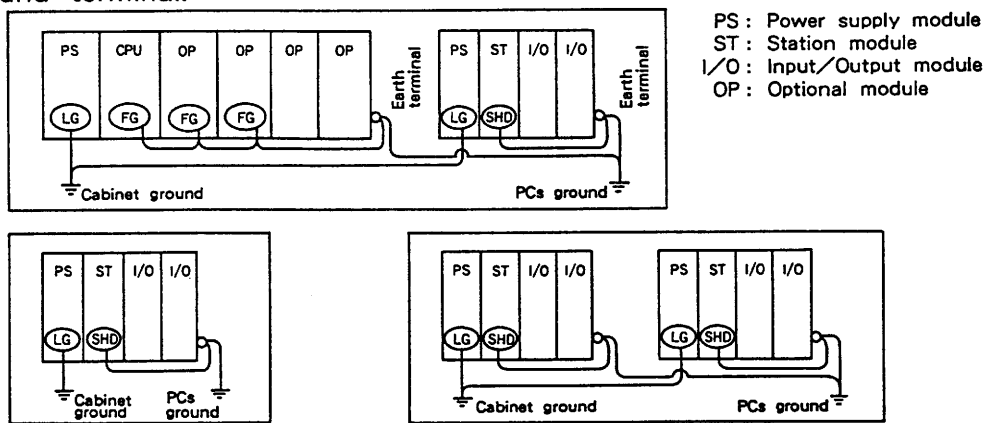 PS : Power supply module
ST : Station module
I/O : Input/Output module
OP : Optional module
PS CPU OP OP OP OP
Earth terminal
LG FG FG FG
PS ST I/O I/O
Earth terminal
LG SHD
Cabinet ground
PCs ground
PS ST I/O I/O
LG SHD
Cabinet ground
PCs ground
PS ST I/O I/O
LG SHD
PS ST I/O I/O
LG SHD
Cabinet ground
PCs ground